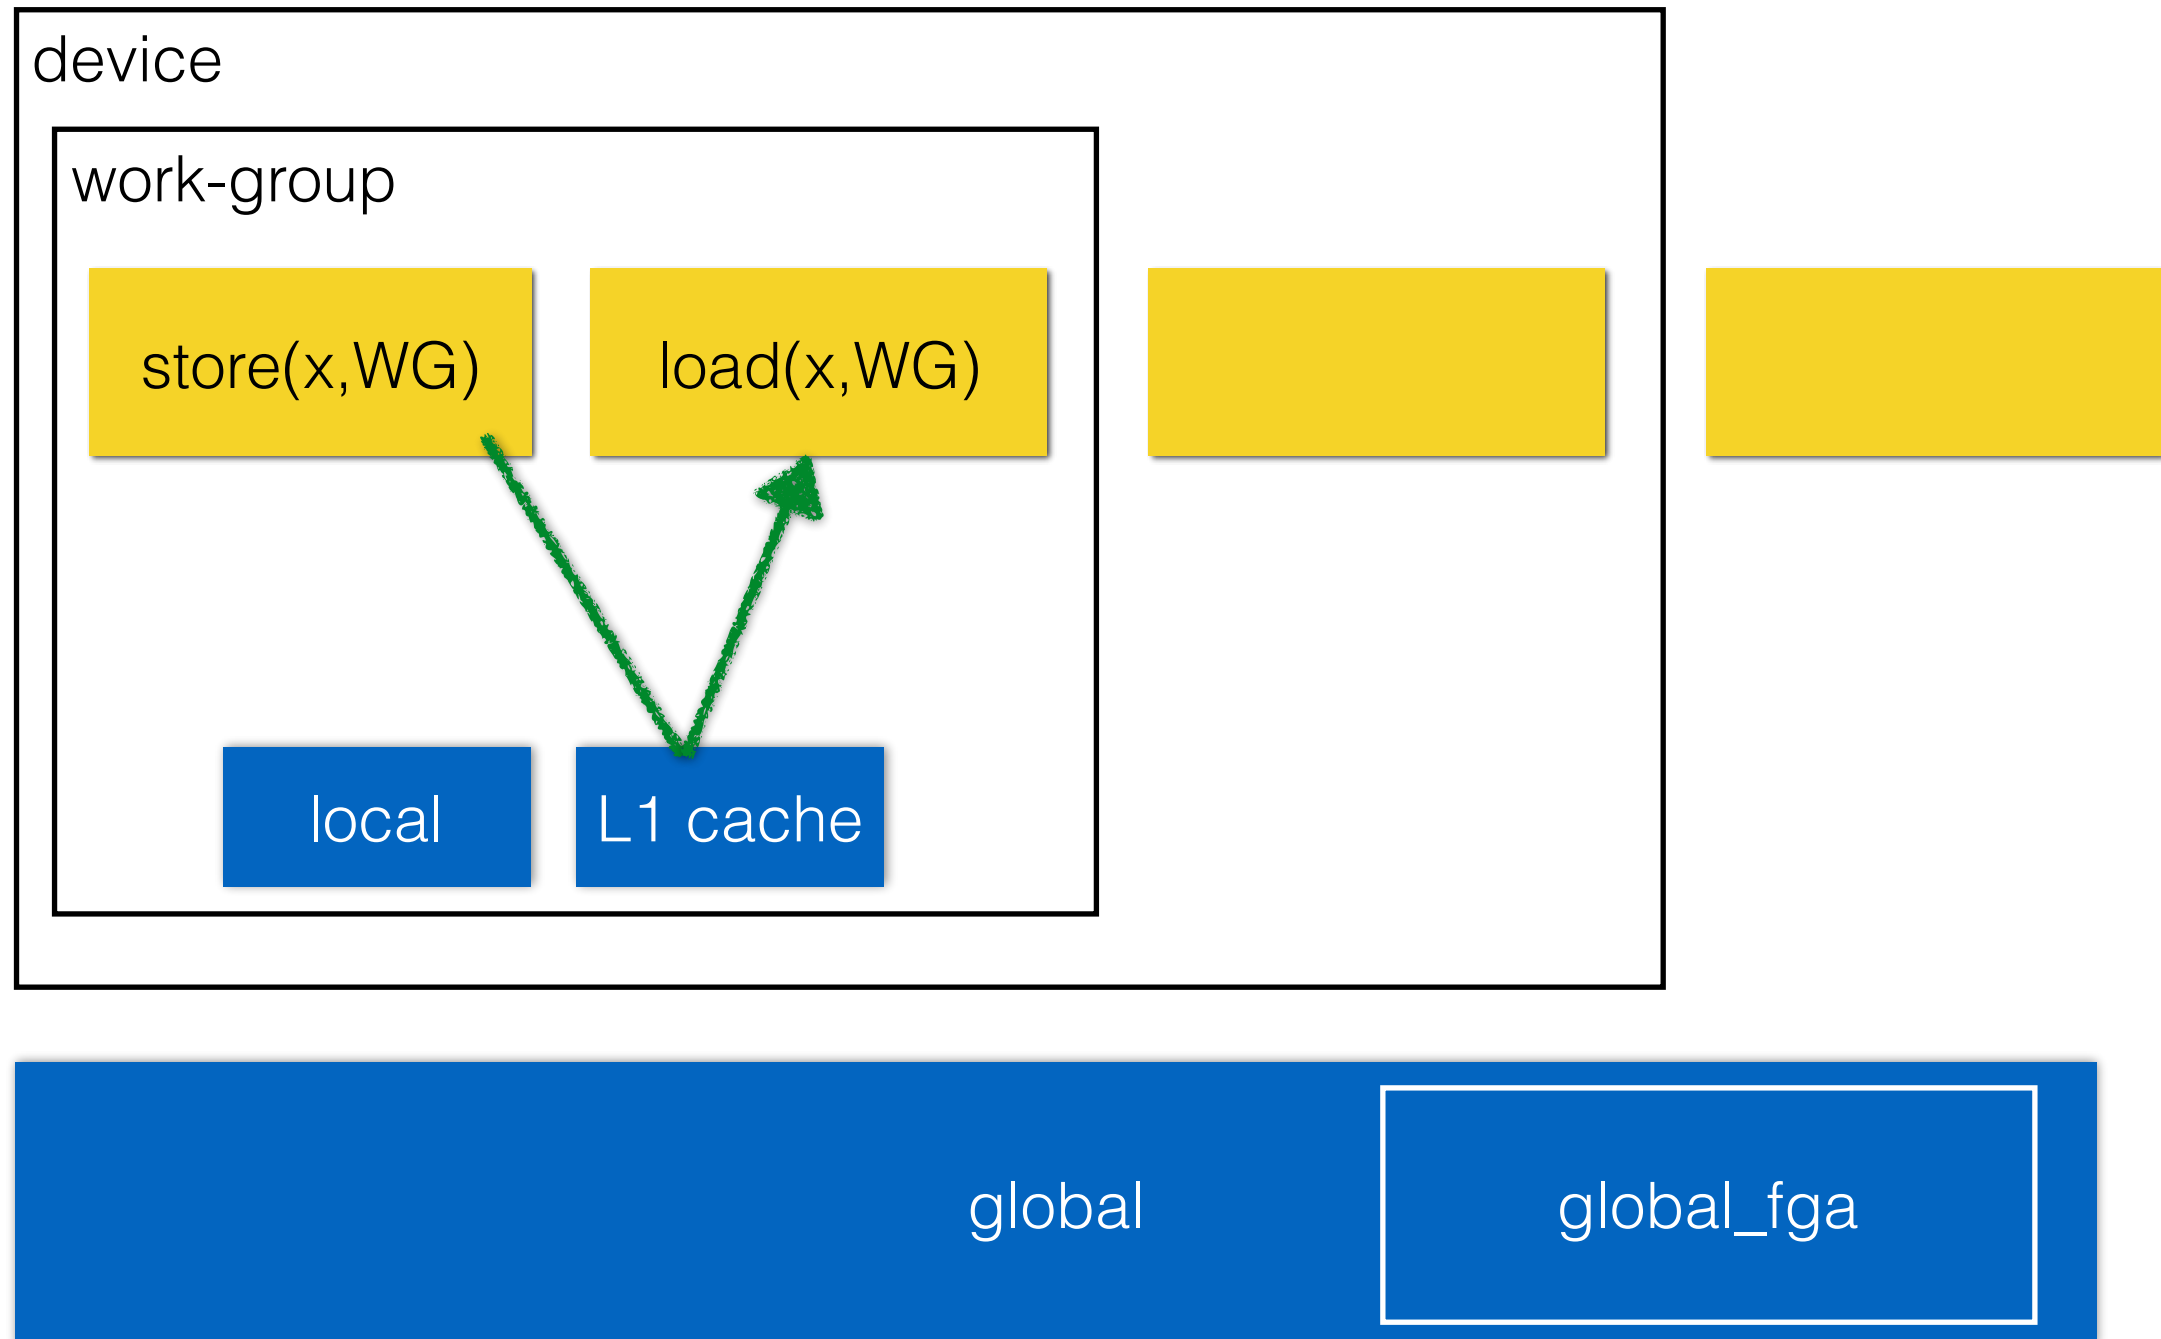 device
work-group
store(x,WG)
load(x,WG)
local
L1 cache
global
global_fga